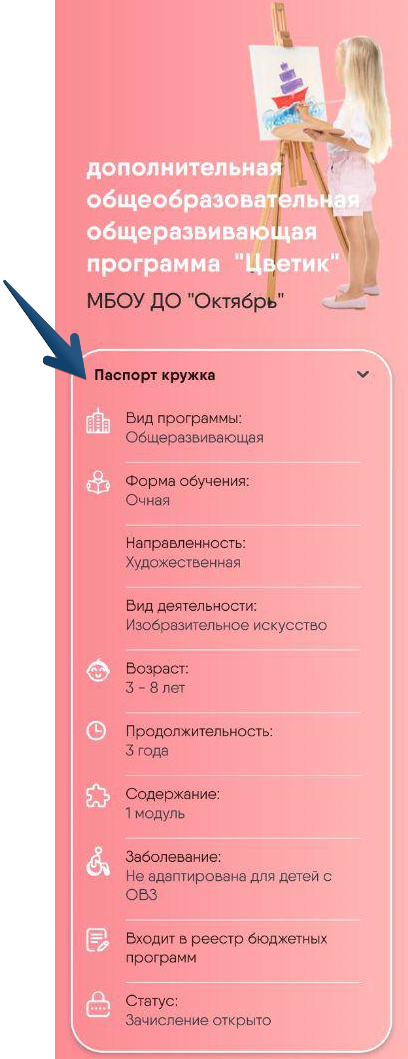 дополнительная
общеобразовательная
общеразвивающая
программа "Цветик"
МБОУ ДО "Октябрь"
Паспорт кружка
Вид программы:
Общеразвивающая
Форма обучения:
Очная
Направленность:
Художественная
Вид деятельности:
Изобразительное искусство
Возраст:
3 - 8 лет
Продолжительность:
3 года
Содержание:
1 модуль
Заболевание:
Не адаптирована для детей с
ОВЗ
Входит в реестр бюджетных
программ
Статус:
Зачисление открыто